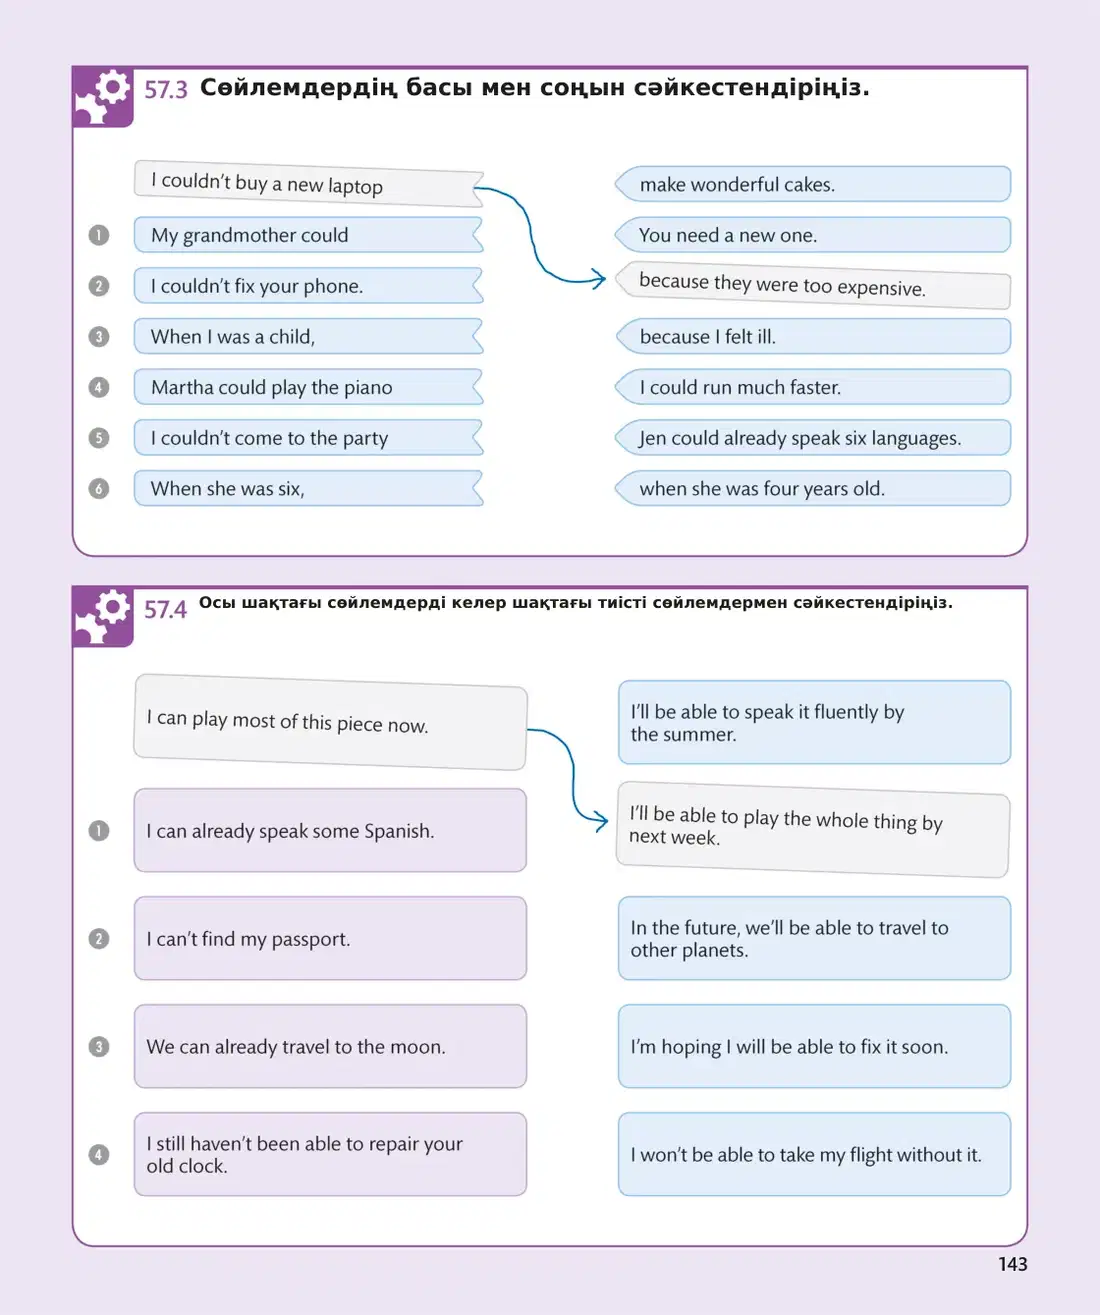 57.3 Сөйлемдердің басы мен соңын сәйкестендіріңіз.
I couldn't buy a new laptop
make wonderful cakes.
1 My grandmother could
You need a new one.
2 I couldn't fix your phone.
because they were too expensive.
3 When I was a child,
because I felt ill.
4 Martha could play the piano
I could run much faster.
5 I couldn't come to the party
Jen could already speak six languages.
6 When she was six,
when she was four years old.
57.4 Осы шақтағы сөйлемдерді келер шақтағы тиісті сөйлемдермен сәйкестендіріңіз.
I can play most of this piece now.
I'll be able to speak it fluently by
the summer.
1 I can already speak some Spanish.
I'll be able to play the whole thing by
next week.
2 I can't find my passport.
In the future, we'll be able to travel to
other planets.
3 We can already travel to the moon.
I'm hoping I will be able to fix it soon.
4 I still haven't been able to repair your
old clock.
I won't be able to take my flight without it.
143